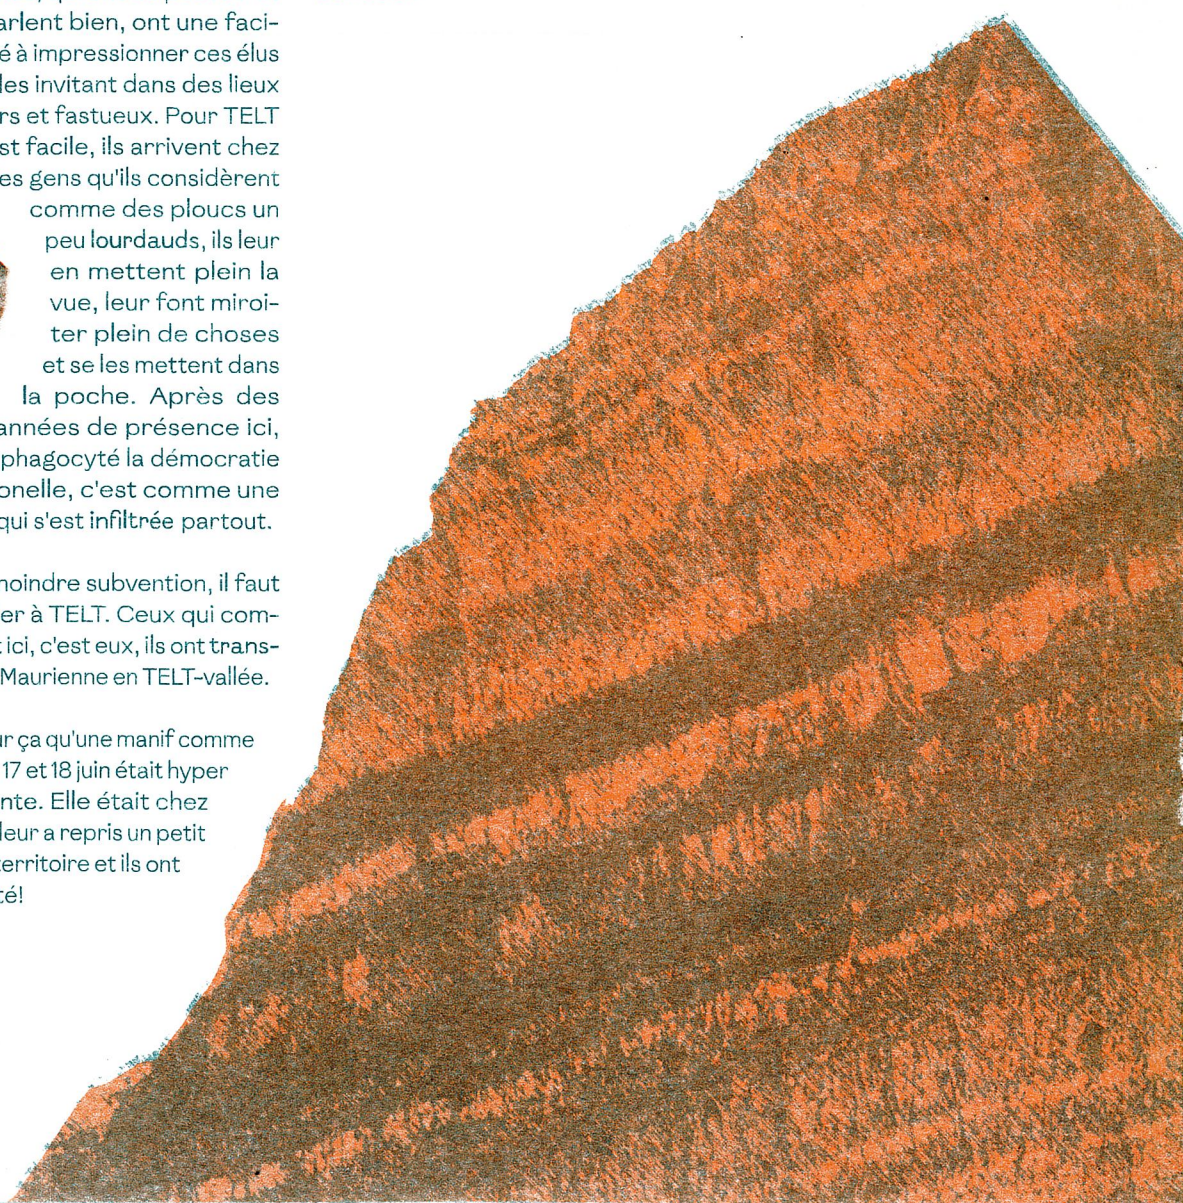 arlent bien, ont une faci-
é à impressionner ces élus
les invitant dans des lieux
rs et fastueux. Pour TELT
st facile, ils arrivent chez
es gens qu'ils considèrent
comme des ploucs un
peu lourdauds, ils leur
en mettent plein la
vue, leur font miroi-
ter plein de choses
et se les mettent dans
la poche. Après des
années de présence ici,
phagocyté la démocratie
onelle, c'est comme une
qui s'est infiltrée partout.
moindre subvention, il faut
er à TELT. Ceux qui com-
t ici, c'est eux, ils ont trans-
Maurienne en TELT-vallée.
ur ça qu'une manif comme
17 et 18 juin était hyper
nte. Elle était chez
leur a repris un petit
territoire et ils ont
té!